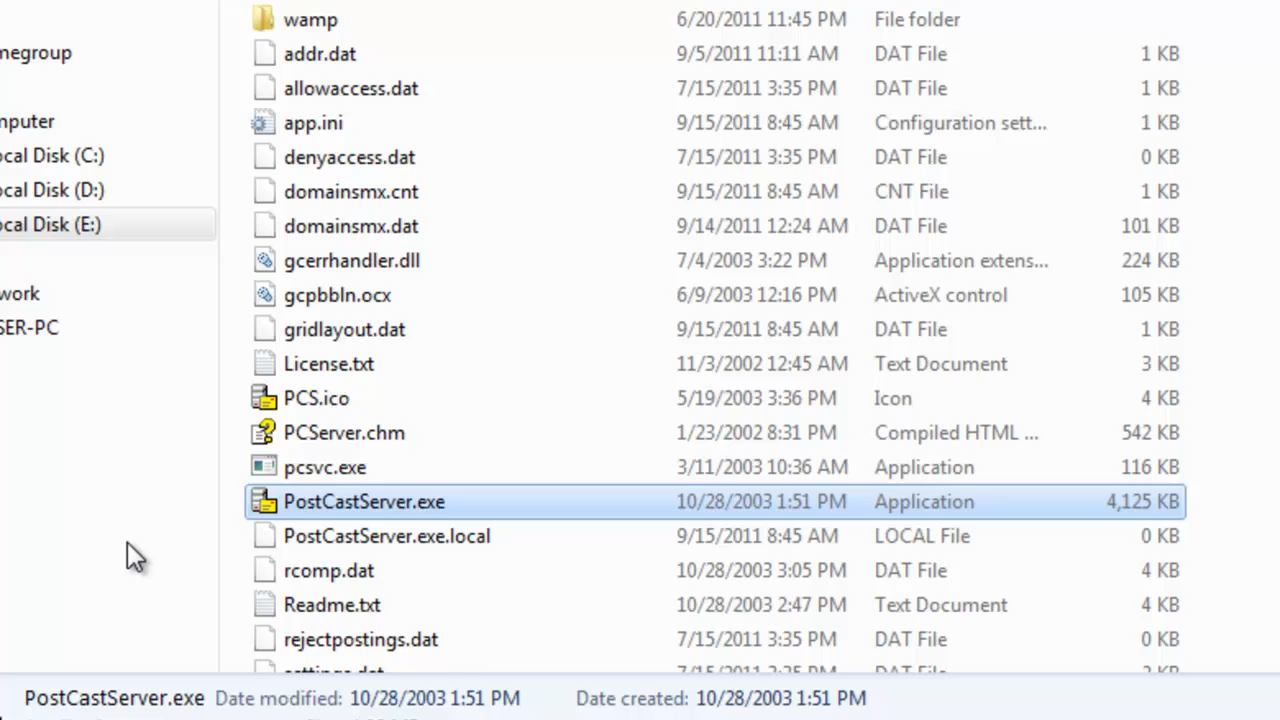 wamp 6/20/2011 11:45 PM File folder
megroup addr.dat 9/5/2011 11:11 AM DAT File 1 KB
allowaccess.dat 7/15/2011 3:35 PM DAT File 1 KB
mputer app.ini 9/15/2011 8:45 AM Configuration sett... 1 KB
ocal Disk (C:) denyaccess.dat 7/15/2011 3:35 PM DAT File 0 KB
ocal Disk (D:) domainsmx.cnt 9/15/2011 8:45 AM CNT File 1 KB
ocal Disk (E:) domainsmx.dat 9/14/2011 12:24 AM DAT File 101 KB
gcerrhandler.dll 7/4/2003 3:22 PM Application extens... 224 KB
work gcpbbln.ocx 6/9/2003 12:16 PM ActiveX control 105 KB
SER-PC gridlayout.dat 9/15/2011 8:45 AM DAT File 1 KB
License.txt 11/3/2002 12:45 AM Text Document 3 KB
PCS.ico 5/19/2003 3:36 PM Icon 4 KB
PCServer.chm 1/23/2002 8:31 PM Compiled HTML ... 542 KB
pcsvc.exe 3/11/2003 10:36 AM Application 116 KB
PostCastServer.exe 10/28/2003 1:51 PM Application 4,125 KB
PostCastServer.exe.local 9/15/2011 8:45 AM LOCAL File 0 KB
rcomp.dat 10/28/2003 3:05 PM DAT File 4 KB
Readme.txt 10/28/2003 2:47 PM Text Document 4 KB
rejectpostings.dat 7/15/2011 3:35 PM DAT File 0 KB
PostCastServer.exe Date modified: 10/28/2003 1:51 PM Date created: 10/28/2003 1:51 PM